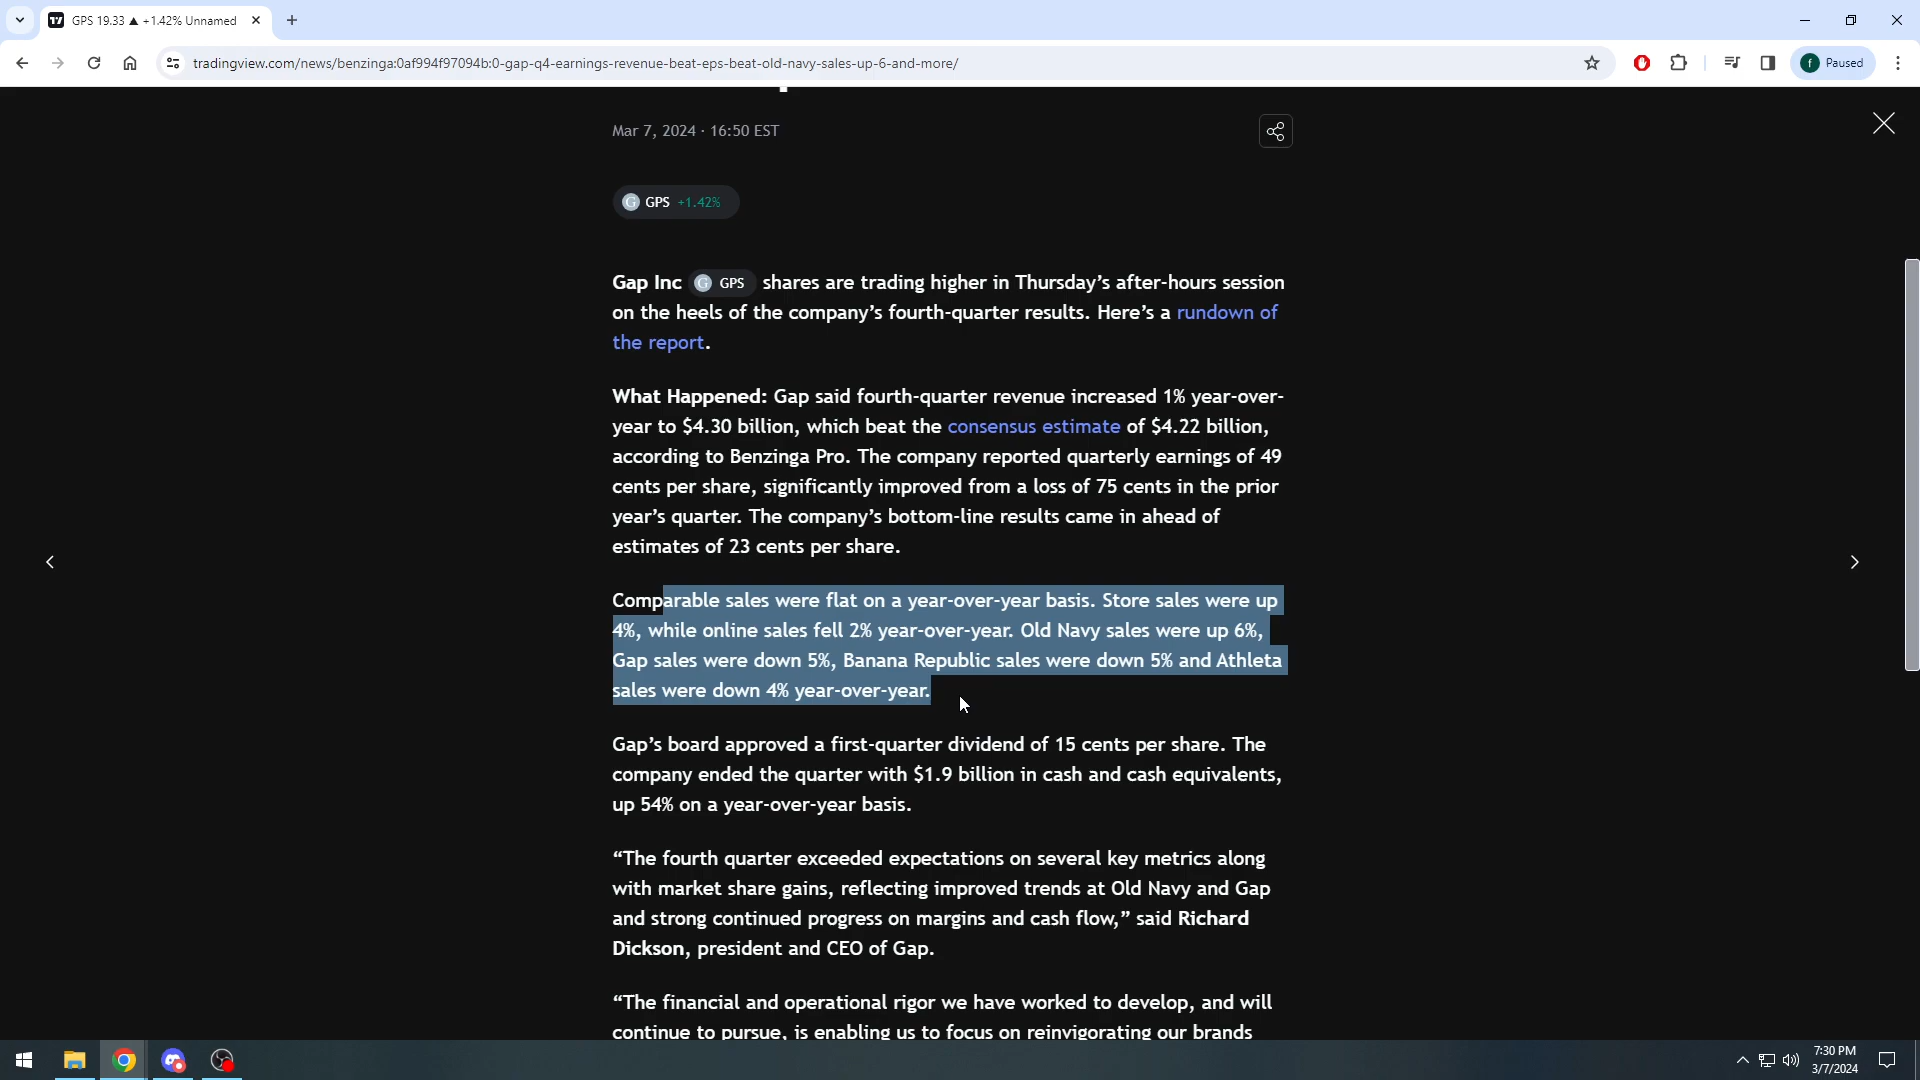 GPS 19.33 ▲ +1.42% Unnamed
tradingview.com/news/benzinga:0af994f97094b:0-gap-q4-earnings-revenue-beat-eps-beat-old-navy-sales-up-6-and-more/
f Paused
Mar 7, 2024 · 16:50 EST
G GPS +1.42%
Gap Inc G GPS shares are trading higher in Thursday’s after-hours session
on the heels of the company’s fourth-quarter results. Here’s a rundown of
the report.
What Happened: Gap said fourth-quarter revenue increased 1% year-over-
year to $4.30 billion, which beat the consensus estimate of $4.22 billion,
according to Benzinga Pro. The company reported quarterly earnings of 49
cents per share, significantly improved from a loss of 75 cents in the prior
year’s quarter. The company’s bottom-line results came in ahead of
estimates of 23 cents per share.
Comparable sales were flat on a year-over-year basis. Store sales were up
4%, while online sales fell 2% year-over-year. Old Navy sales were up 6%,
Gap sales were down 5%, Banana Republic sales were down 5% and Athleta
sales were down 4% year-over-year.
Gap’s board approved a first-quarter dividend of 15 cents per share. The
company ended the quarter with $1.9 billion in cash and cash equivalents,
up 54% on a year-over-year basis.
“The fourth quarter exceeded expectations on several key metrics along
with market share gains, reflecting improved trends at Old Navy and Gap
and strong continued progress on margins and cash flow,” said Richard
Dickson, president and CEO of Gap.
“The financial and operational rigor we have worked to develop, and will
continue to pursue, is enabling us to focus on reinvigorating our brands
7:30 PM
3/7/2024